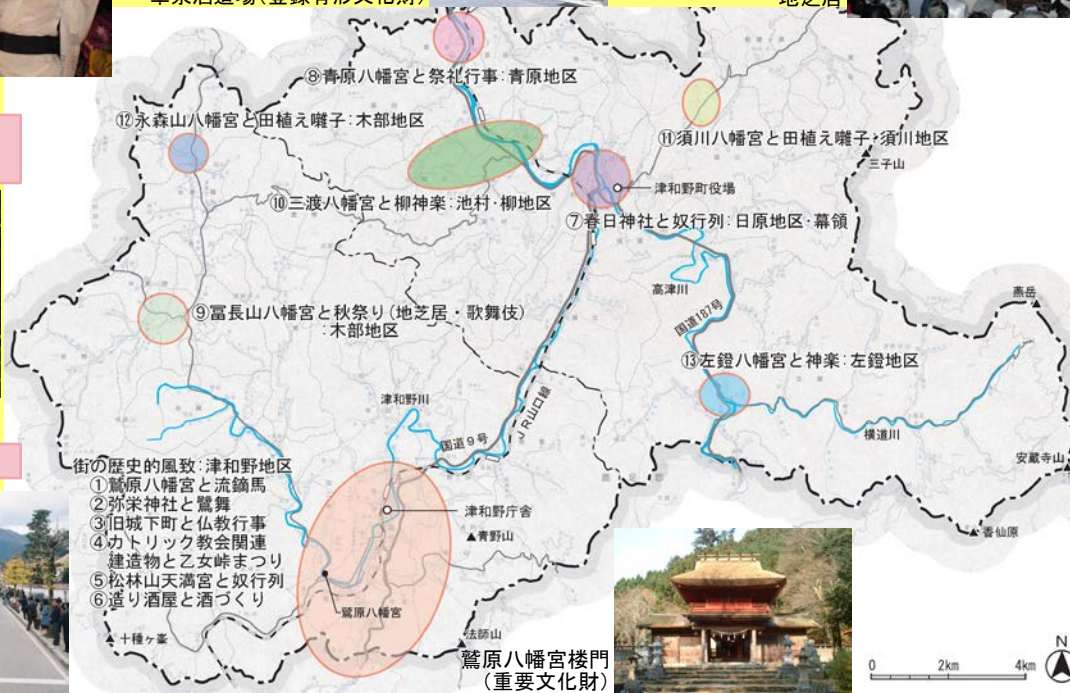 地芝居
⑧青原八幡宮と祭礼行事：青原地区
⑫永森山八幡宮と田植え囃子：木部地区
⑪須川八幡宮と田植え囃子・須川地区
三子山
津和野町役場
⑩三渡八幡宮と柳神楽：池村・柳地区
⑦春日神社と奴行列：日原地区・幕領
高津川
燕岳
⑨冨長山八幡宮と秋祭り（地芝居・歌舞伎）
：木部地区
国道187号
⑬左鐙八幡宮と神楽：左鐙地区
津和野川
JR山口線
国道9号
横道川
安蔵寺山
街の歴史的風致：津和野地区
①鷲原八幡宮と流鏑馬
②弥栄神社と鷺舞
③旧城下町と仏教行事
④カトリック教会関連
建造物と乙女峠まつり
⑤松林山天満宮と奴行列
⑥造り酒屋と酒づくり
津和野庁舎
青野山
香仙原
鷲原八幡宮
十種ヶ峯
法師山
鷲原八幡宮楼門
（重要文化財）
0 2km 4km
N